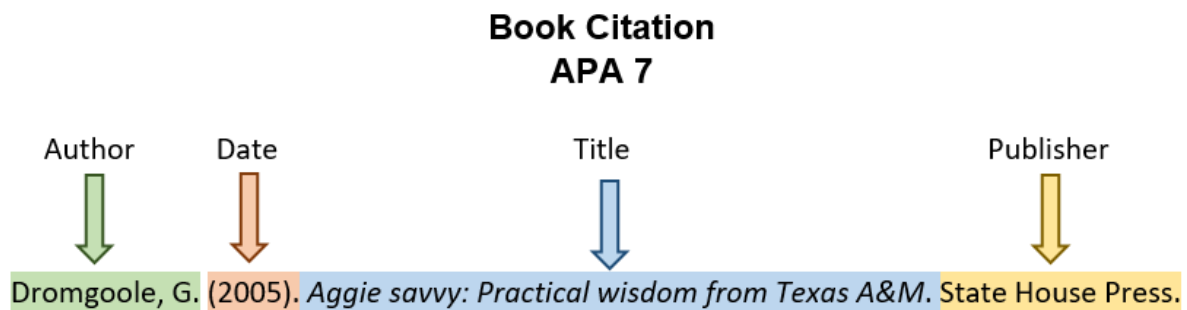 Book Citation
APA 7
Author Date Title Publisher
Dromgoole, G. (2005). Aggie savvy: Practical wisdom from Texas A&M. State House Press.